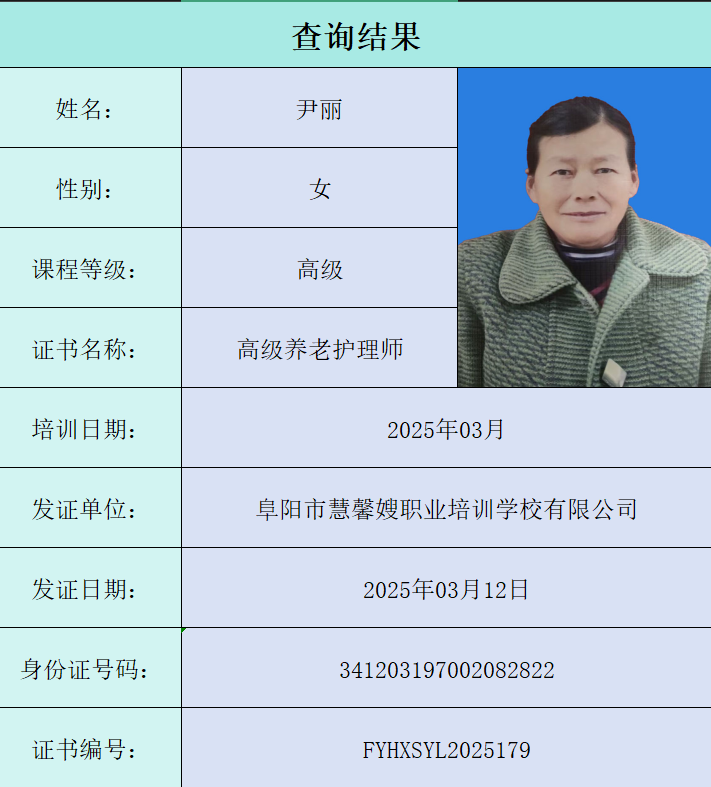 查询结果
姓名： 尹丽
性别： 女
课程等级： 高级
证书名称： 高级养老护理师
培训日期： 2025年03月
发证单位： 阜阳市慧馨嫂职业培训学校有限公司
发证日期： 2025年03月12日
身份证号码： 341203197002082822
证书编号： FYHXSYL2025179